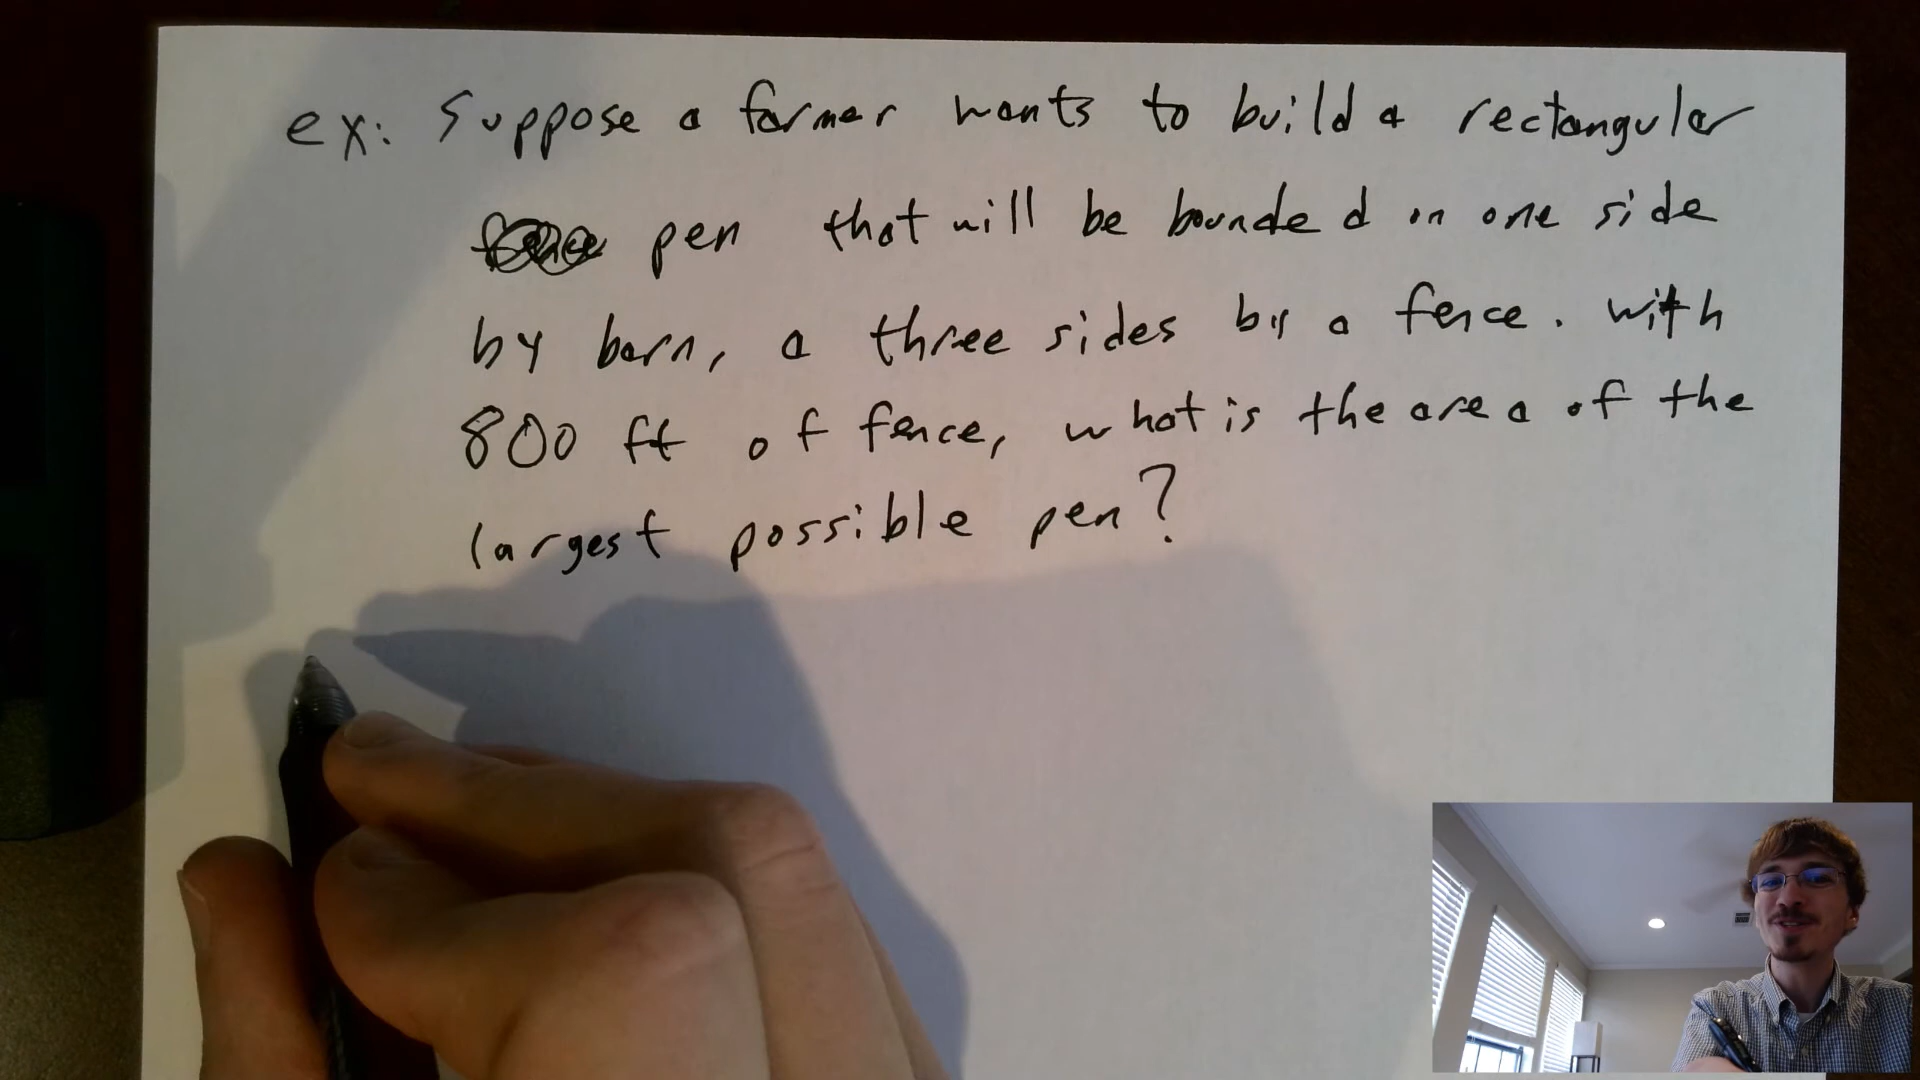 ex: Suppose a farmer wants to build a rectangular
pen that will be bounded on one side
by barn, a three sides by a fence. With
800 ft of fence, what is the area of the
largest possible pen?